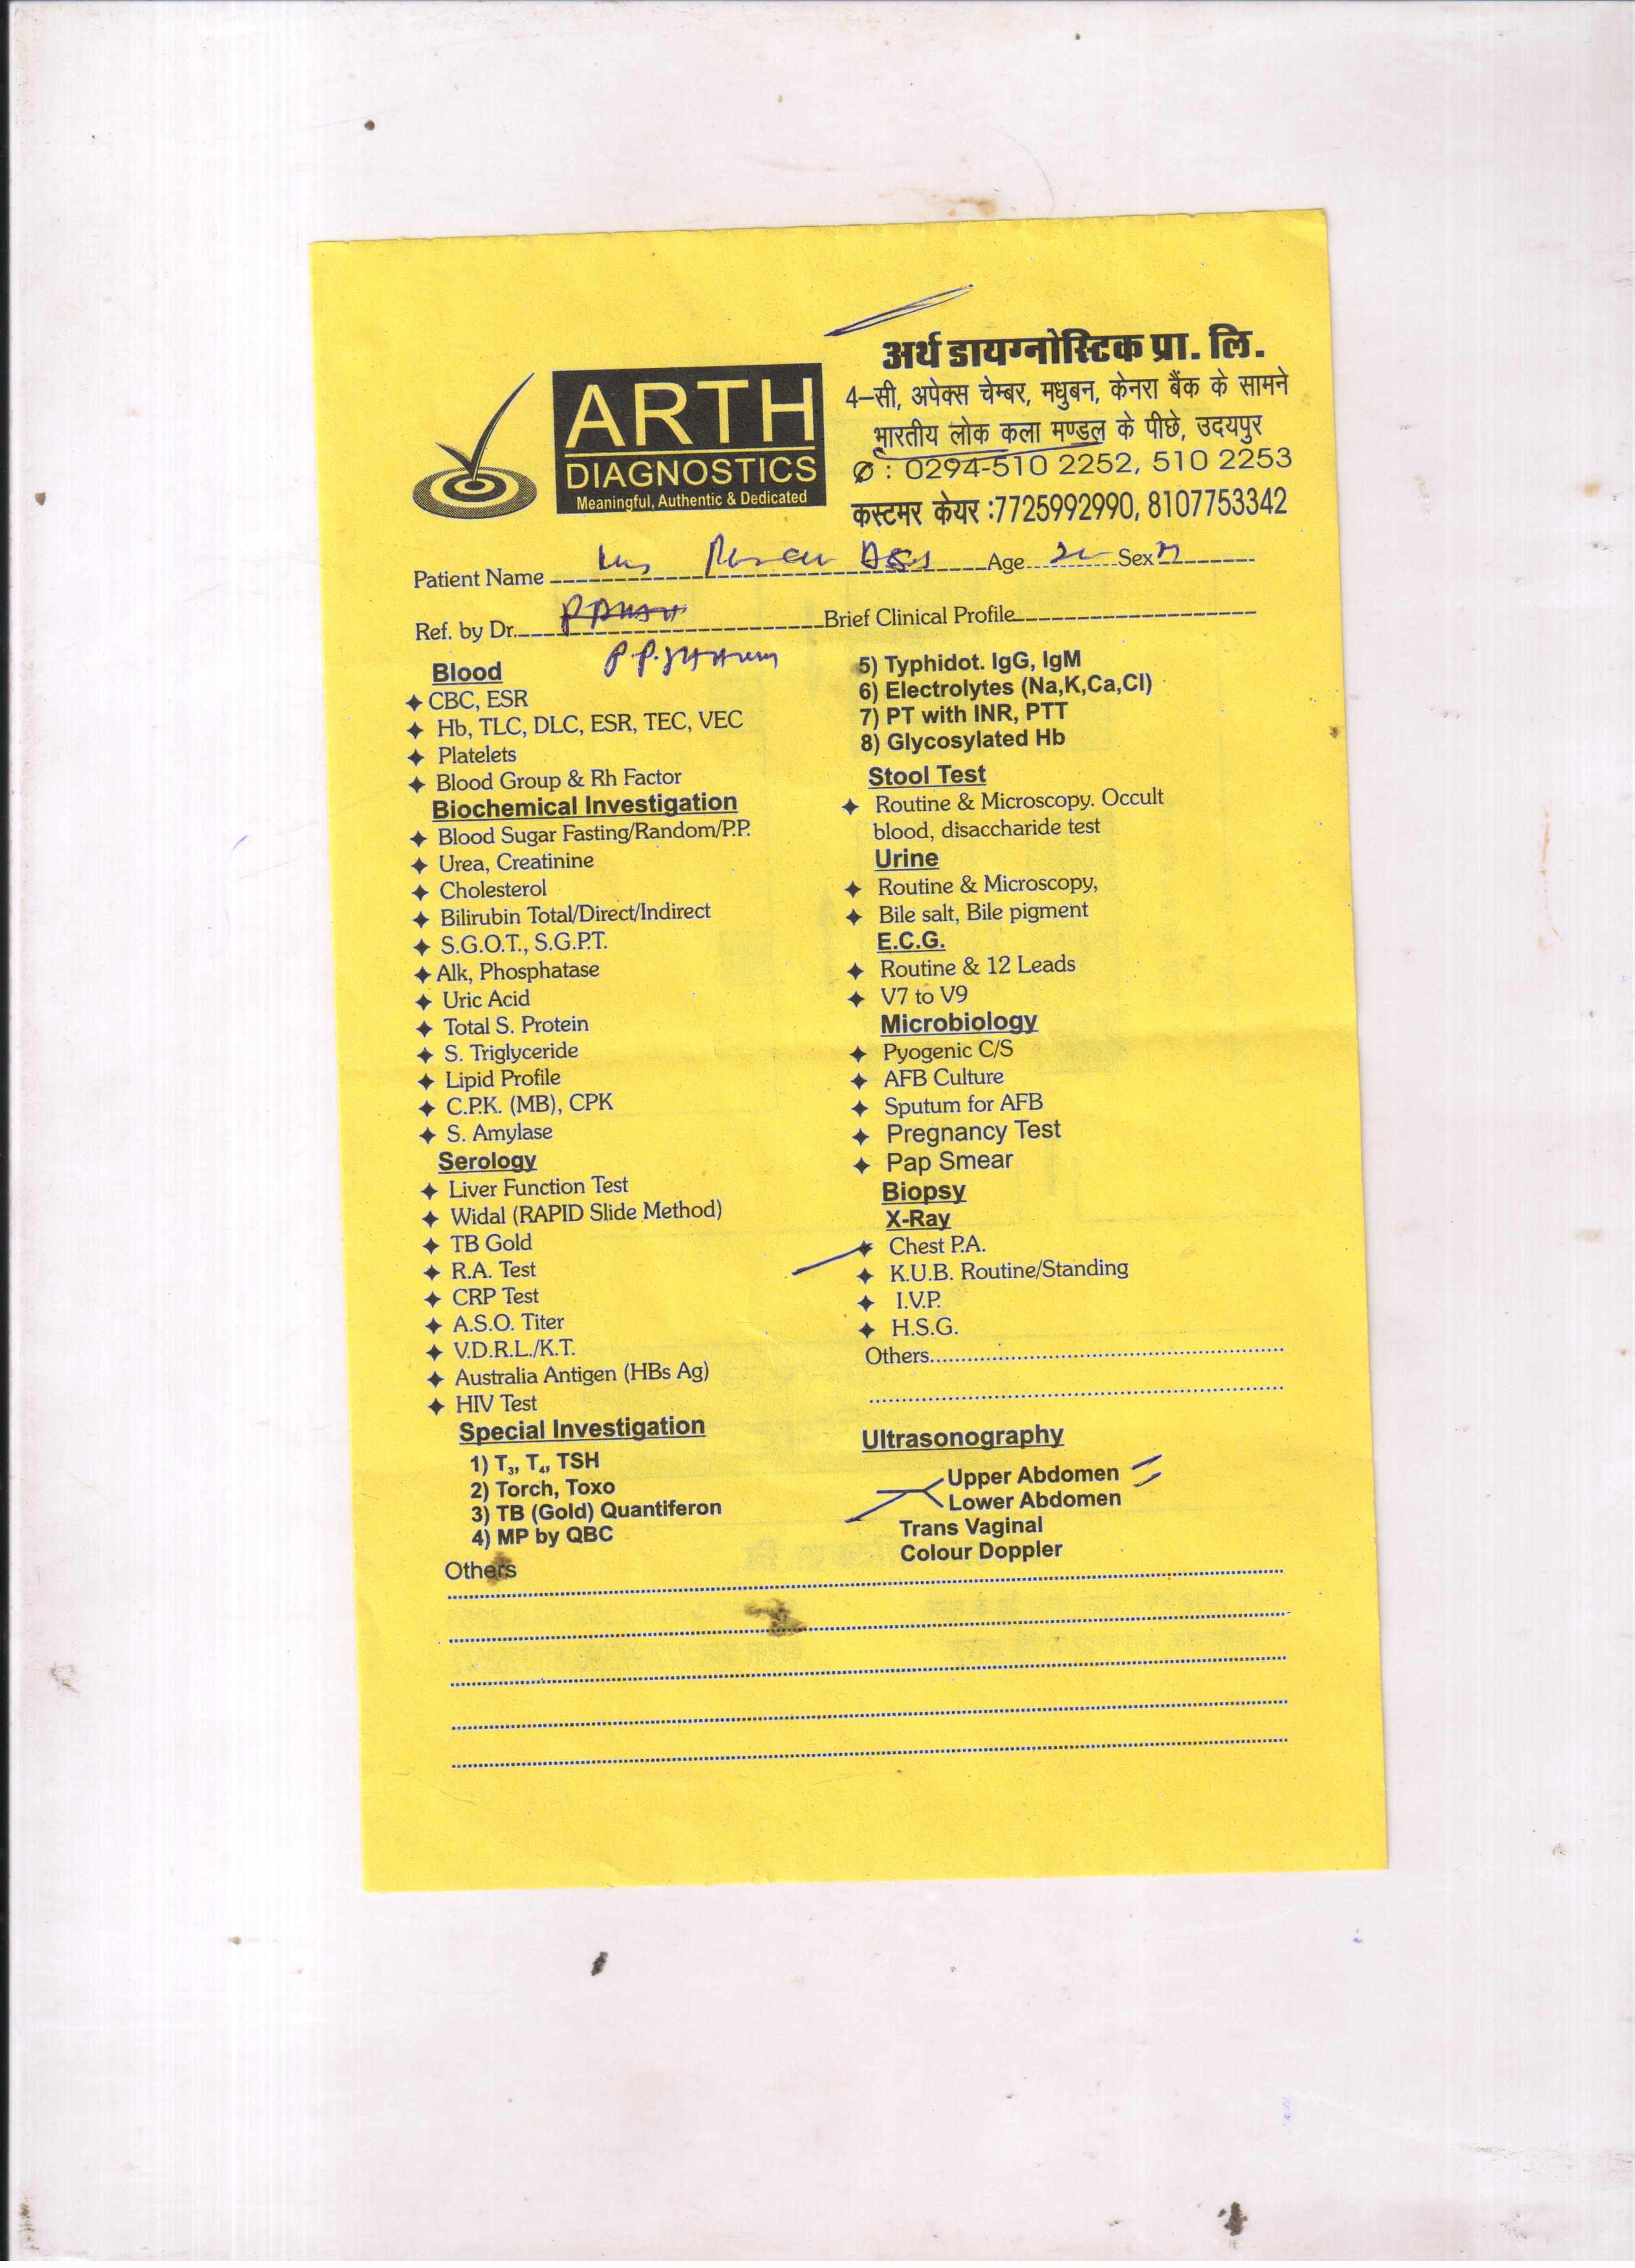 अर्थ डायग्नोस्टिक प्रा. लि.
4-सी, अपेक्स चेम्बर, मधुबन, केनरा बैंक के सामने
भारतीय लोक कला मण्डल के पीछे, उदयपुर
: 0294-510 2252, 510 2253
कस्टमर केयर :7725992990, 8107753342
ARTH
DIAGNOSTICS
Meaningful, Authentic & Dedicated
Patient Name Age Sex
Ref. by Dr. Brief Clinical Profile
Blood
CBC, ESR
Hb, TLC, DLC, ESR, TEC, VEC
Platelets
Blood Group & Rh Factor
Biochemical Investigation
Blood Sugar Fasting/Random/P.P.
Urea, Creatinine
Cholesterol
Bilirubin Total/Direct/Indirect
S.G.O.T., S.G.P.T.
Alk, Phosphatase
Uric Acid
Total S. Protein
S. Triglyceride
Lipid Profile
C.P.K. (MB), CPK
S. Amylase
Serology
Liver Function Test
Widal (RAPID Slide Method)
TB Gold
R.A. Test
CRP Test
A.S.O. Titer
V.D.R.L./K.T.
Australia Antigen (HBs Ag)
HIV Test
Special Investigation
1) T₃, T₄, TSH
2) Torch, Toxo
3) TB (Gold) Quantiferon
4) MP by QBC
5) Typhidot. IgG, IgM
6) Electrolytes (Na,K,Ca,Cl)
7) PT with INR, PTT
8) Glycosylated Hb
Stool Test
Routine & Microscopy. Occult
blood, disaccharide test
Urine
Routine & Microscopy,
Bile salt, Bile pigment
E.C.G.
Routine & 12 Leads
V7 to V9
Microbiology
Pyogenic C/S
AFB Culture
Sputum for AFB
Pregnancy Test
Pap Smear
Biopsy
X-Ray
Chest P.A.
K.U.B. Routine/Standing
I.V.P.
H.S.G.
Others
Ultrasonography
Upper Abdomen
Lower Abdomen
Trans Vaginal
Colour Doppler
Others